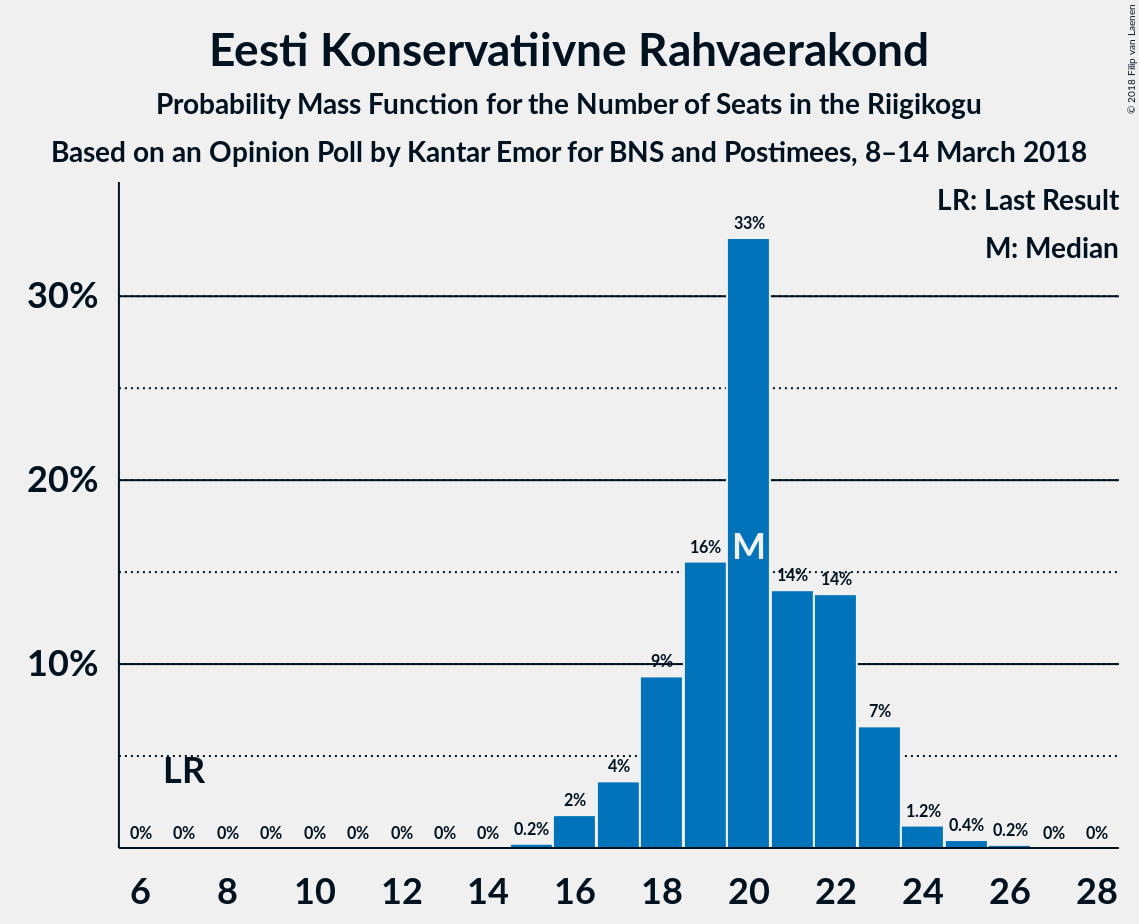 Eesti Konservatiivne Rahvaerakond
Probability Mass Function for the Number of Seats in the Riigikogu
Based on an Opinion Poll by Kantar Emor for BNS and Postimees, 8–14 March 2018
© 2018 Filip van Laenen
LR: Last Result
M: Median
30%
20%
10%
LR
M
0% 0% 0% 0% 0% 0% 0% 0% 0% 0.2% 2% 4% 9% 16% 33% 14% 14% 7% 1.2% 0.4% 0.2% 0% 0%
6 8 10 12 14 16 18 20 22 24 26 28